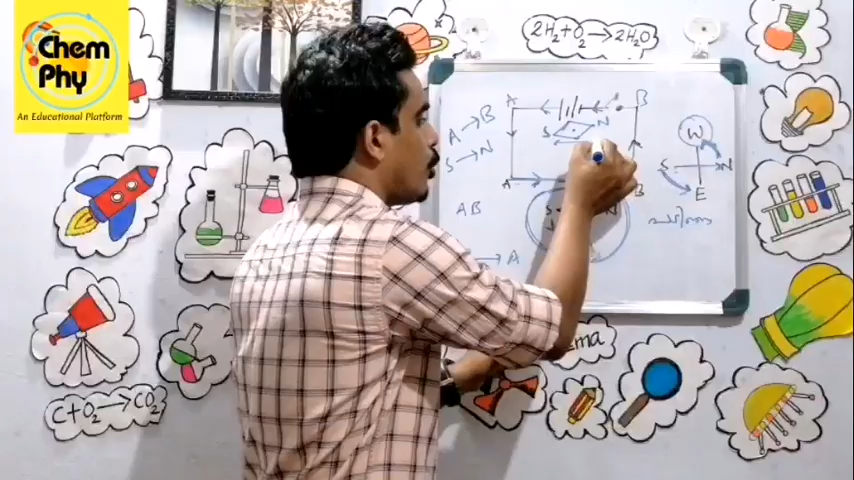 Chem
Phy
An Educational Platform
2H₂+O₂→2H₂O
A
B
A→B
S→N
S
N
W
S
N
E
A
B
AB
→A
C+O₂→CO₂